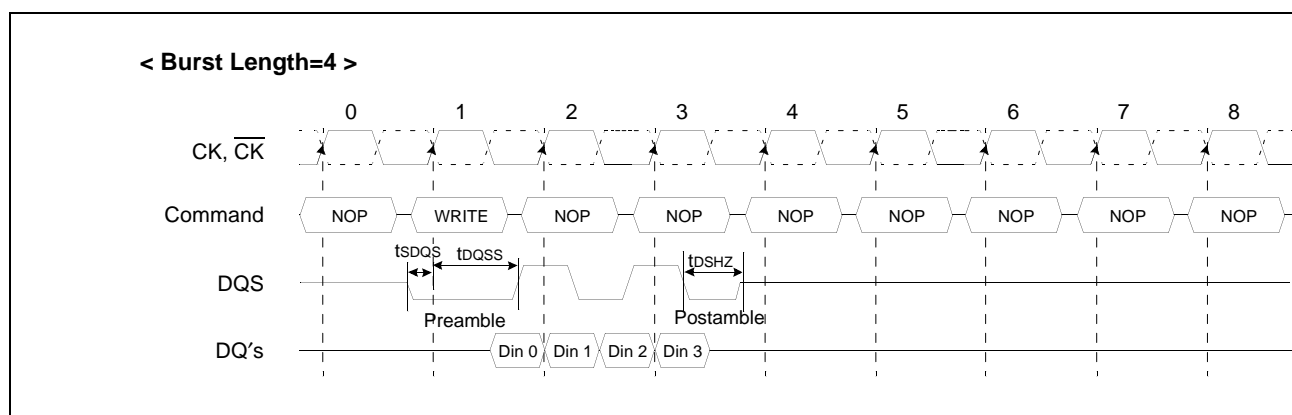 < Burst Length=4 >
0 1 2 3 4 5 6 7 8
CK, C̅K̅
Command NOP WRITE NOP NOP NOP NOP NOP NOP NOP
tSDQS tDQSS tDSHZ
DQS
Preamble Postamble
DQ′s Din 0 Din 1 Din 2 Din 3